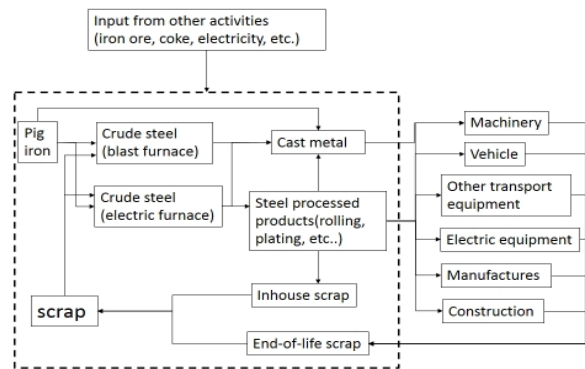 Input from other activities
(iron ore, coke, electricity, etc.)
Pig
iron
Crude steel
(blast furnace)
Cast metal
Crude steel
(electric furnace)
Steel processed
products(rolling,
plating, etc..)
Inhouse scrap
scrap
End-of-life scrap
Machinery
Vehicle
Other transport
equipment
Electric equipment
Manufactures
Construction